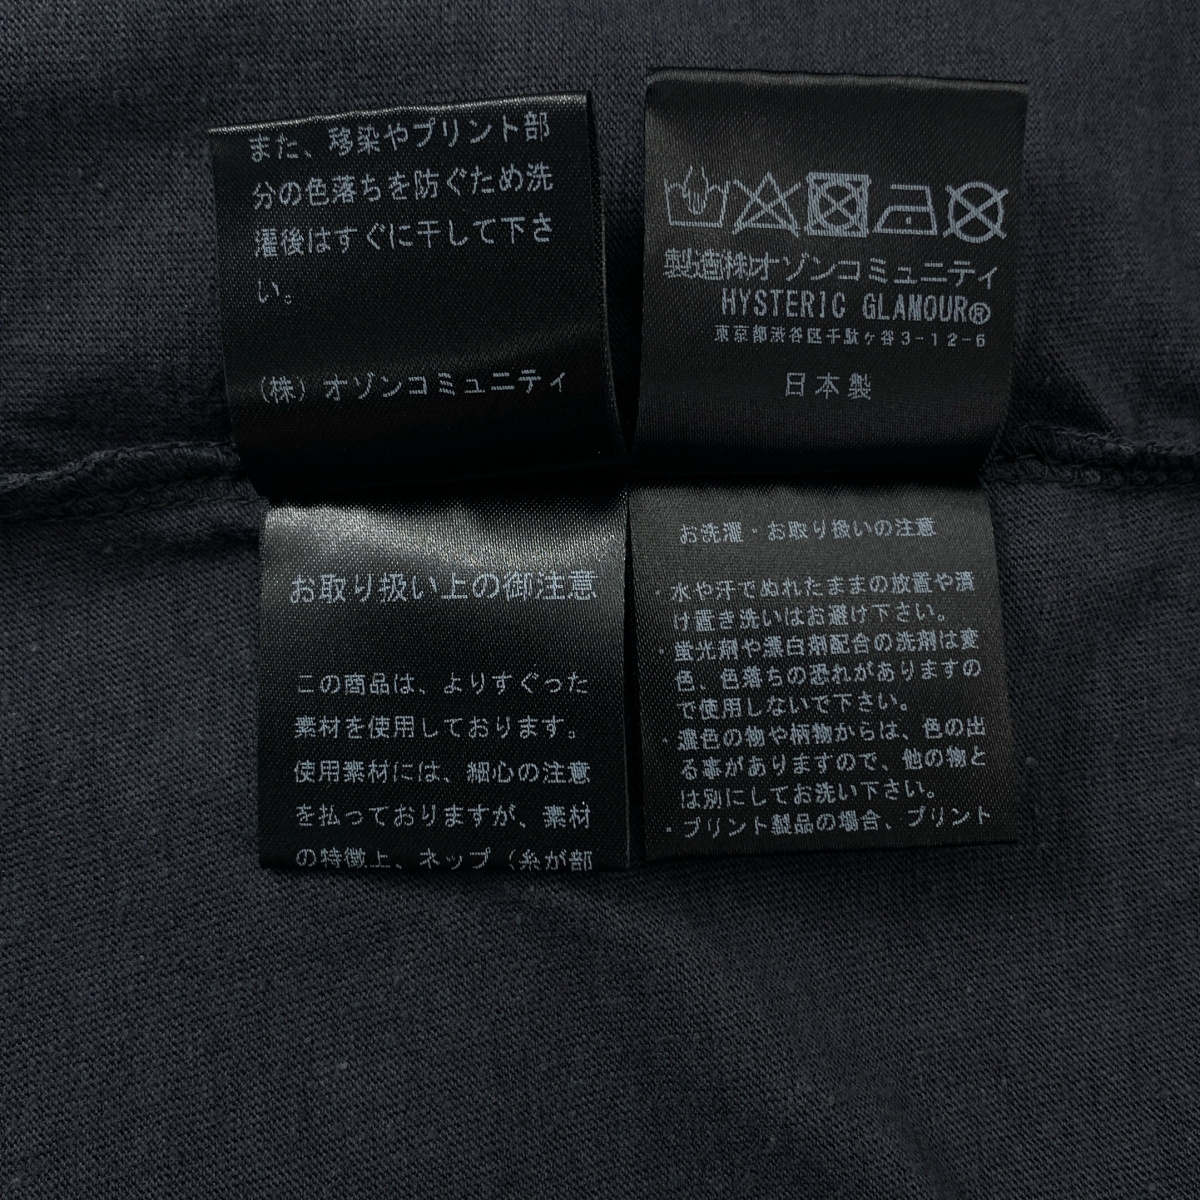 また、移染やプリント部
分の色落ちを防ぐため洗
濯後はすぐに干して下さ
い。
(株) オゾンコミュニティ
製造㈱オゾンコミュニティ
HYSTERIC GLAMOUR®
東京都渋谷区千駄ヶ谷3-12-6
日本製
お取り扱い上の御注意
この商品は、よりすぐった
素材を使用しております。
使用素材には、細心の注意
を払っておりますが、素材
の特徴上、ネップ（糸が部
お洗濯・お取り扱いの注意
・水や汗でぬれたままの放置や漬
け置き洗いはお避け下さい。
・蛍光剤や漂白剤配合の洗剤は変
色、色落ちの恐れがありますの
で使用しないで下さい。
・濃色の物や柄物からは、色の出
る事がありますので、他の物と
は別にしてお洗い下さい。
・プリント製品の場合、プリント